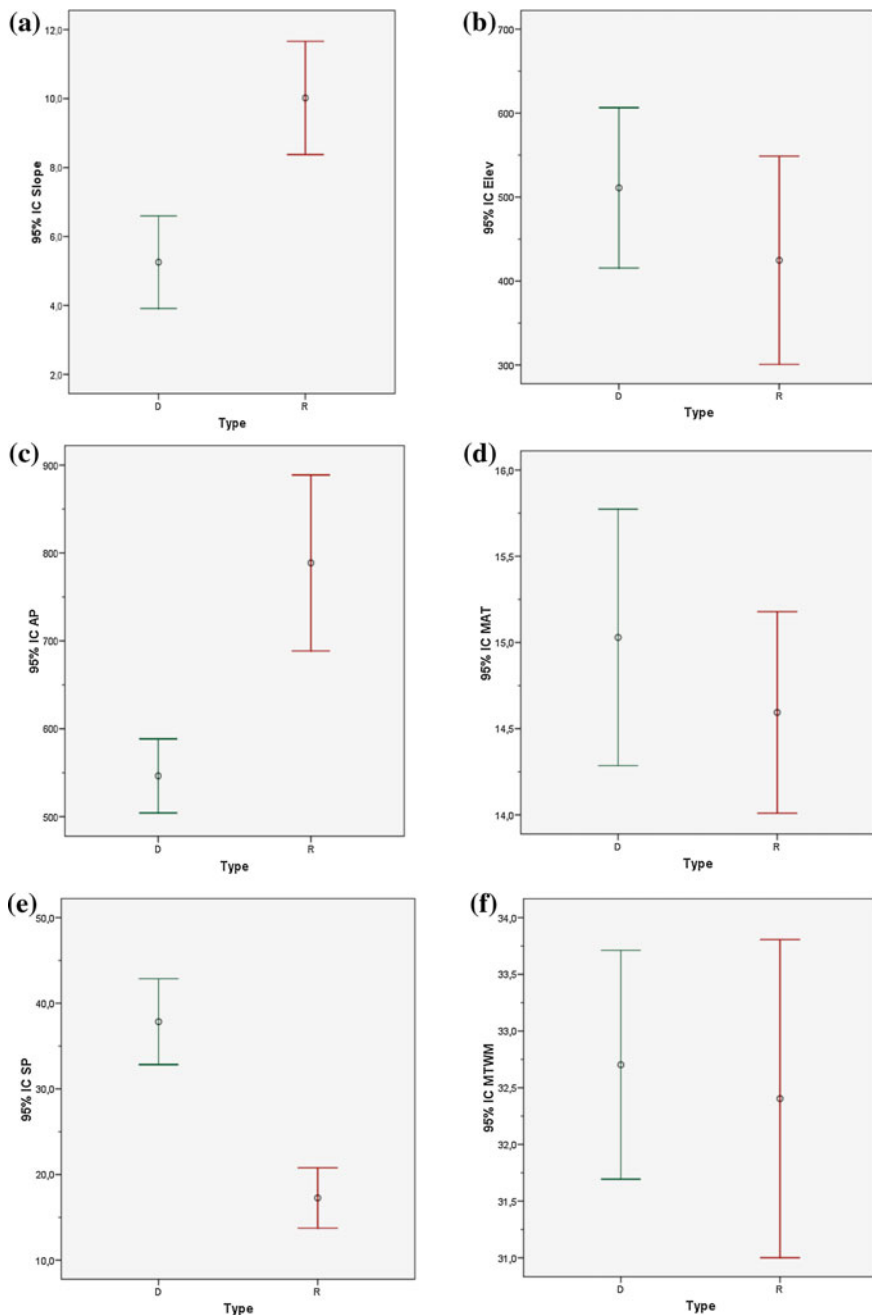 (a)
12,0
10,0
8,0
6,0
4,0
2,0
95% IC Slope
D
R
Type
(b)
700
600
500
400
300
95% IC Elev
D
R
Type
(c)
900
800
700
600
500
95% IC AP
D
R
Type
(d)
16,0
15,5
15,0
14,5
14,0
95% IC MAT
D
R
Type
(e)
50,0
40,0
30,0
20,0
10,0
95% IC SP
D
R
Type
(f)
34,0
33,5
33,0
32,5
32,0
31,5
31,0
95% IC MTWM
D
R
Type